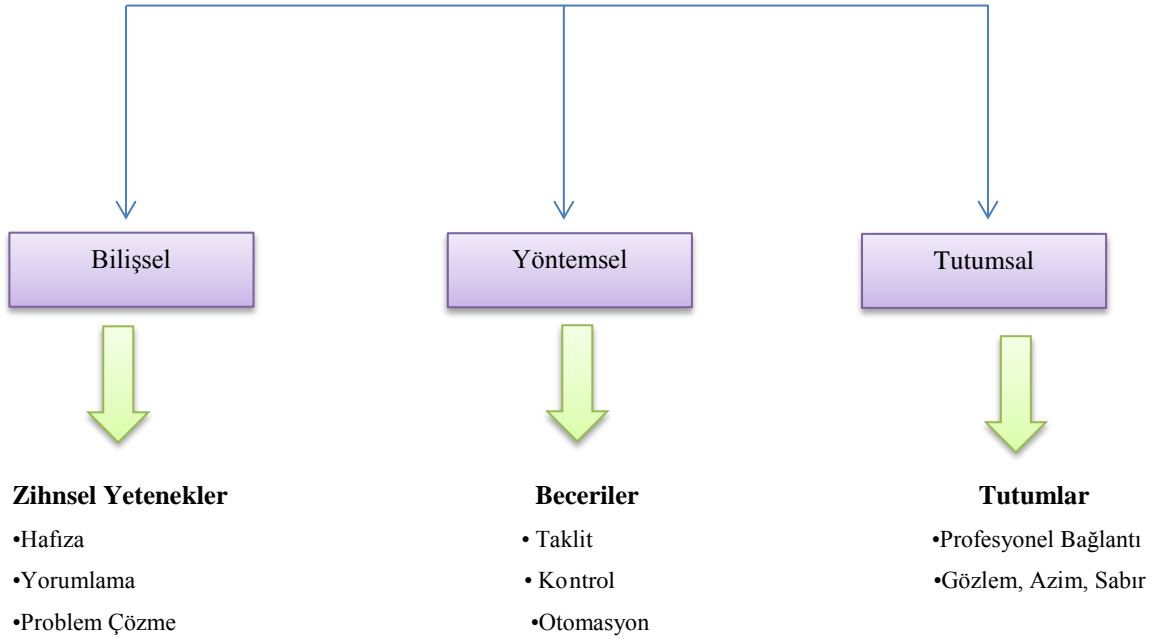 Bilişsel
Yöntemsel
Tutumsal
Zihnsel Yetenekler
•Hafıza
•Yorumlama
•Problem Çözme
Beceriler
• Taklit
• Kontrol
•Otomasyon
Tutumlar
•Profesyonel Bağlantı
•Gözlem, Azim, Sabır